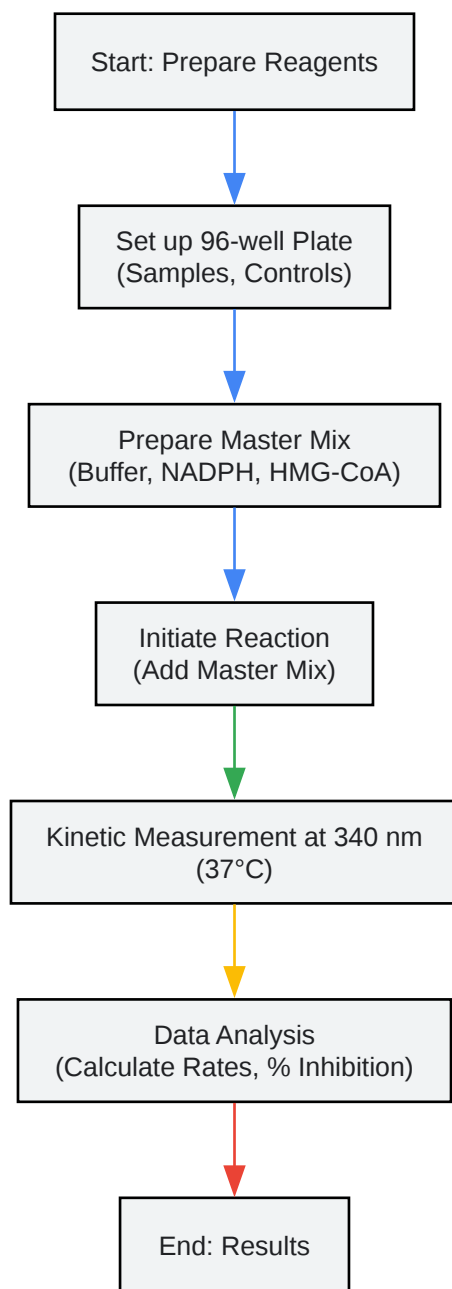 Start: Prepare Reagents
Set up 96-well Plate
(Samples, Controls)
Prepare Master Mix
(Buffer, NADPH, HMG-CoA)
Initiate Reaction
(Add Master Mix)
Kinetic Measurement at 340 nm
(37°C)
Data Analysis
(Calculate Rates, % Inhibition)
End: Results